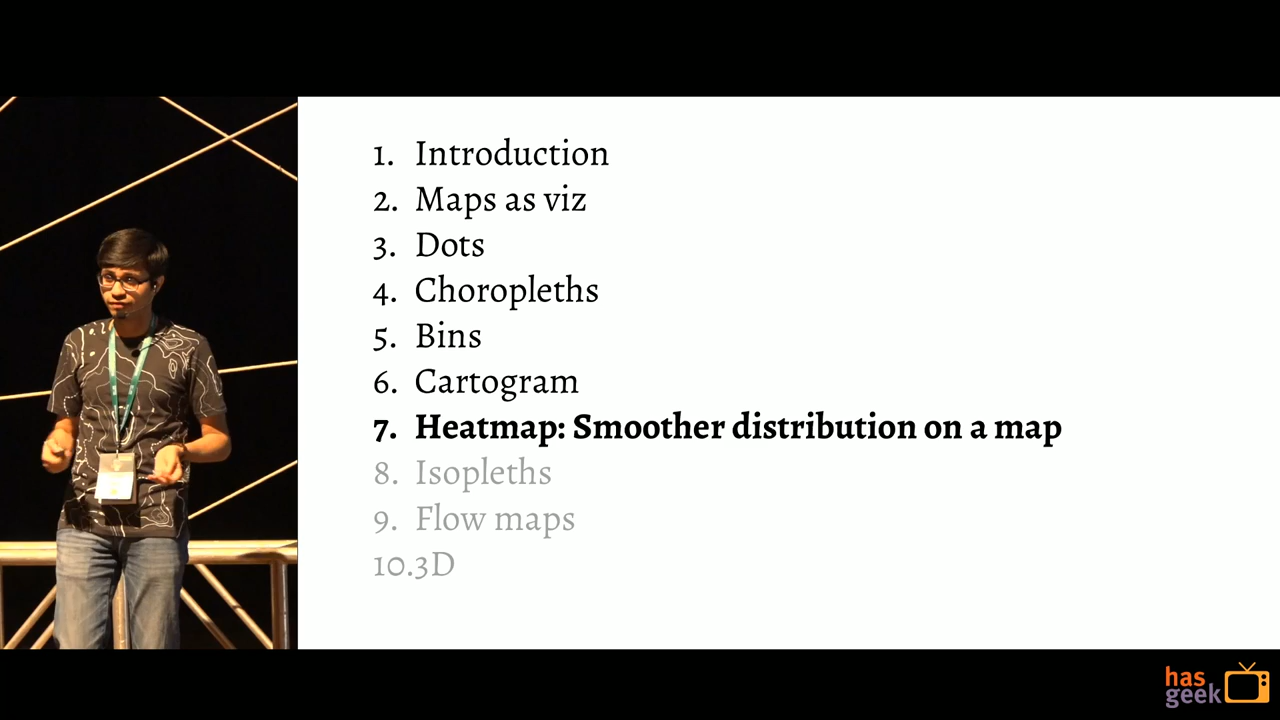 1. Introduction
2. Maps as viz
3. Dots
4. Choropleths
5. Bins
6. Cartogram
7. Heatmap: Smoother distribution on a map
8. Isopleths
9. Flow maps
10.3D
has
geek